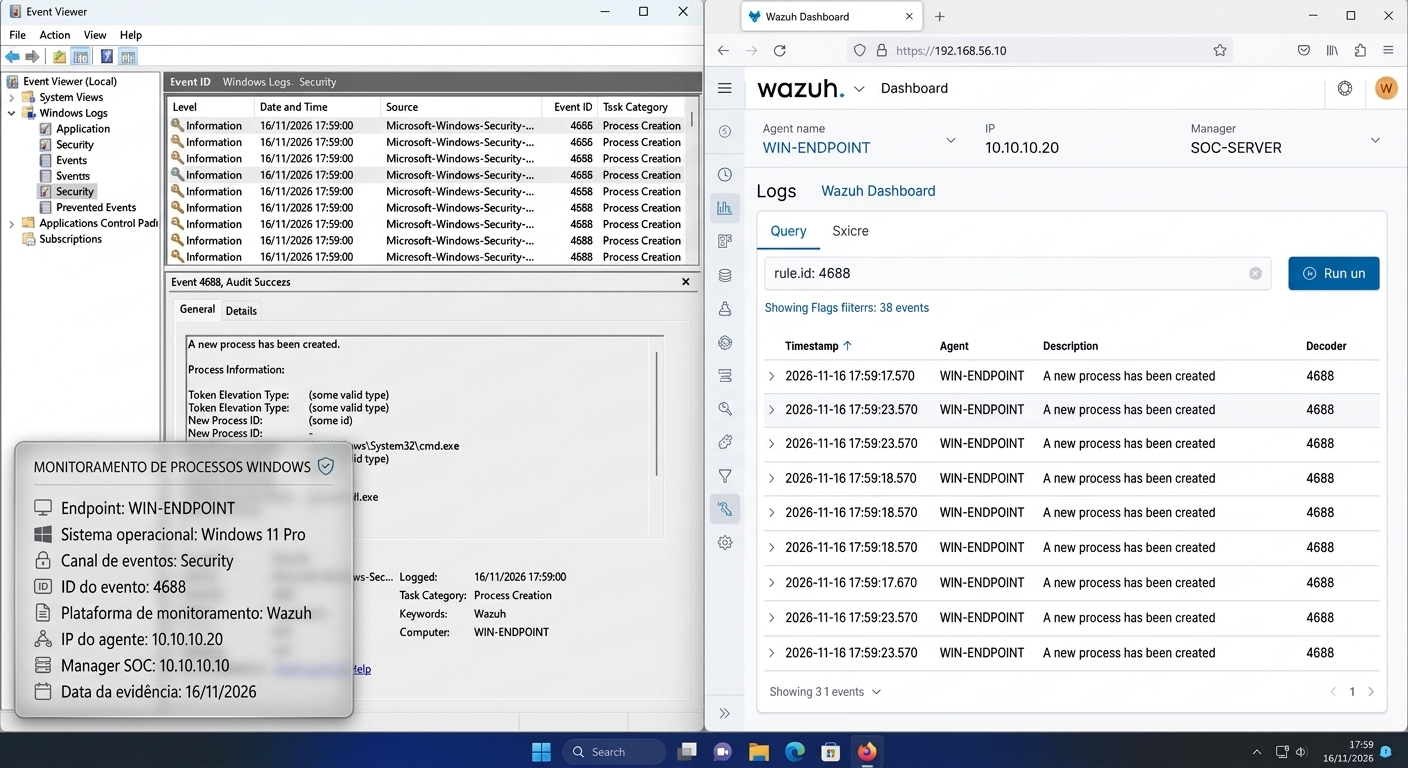 Event Viewer
File Action View Help
Event Viewer (Local)
System Views
Windows Logs
Application
Security
Events
Svents
Security
Prevented Events
Applications Control Padi
Subscriptions
Event ID Windows Logs Security
Level Date and Time Source Event ID Tssk Category
Information 16/11/2026 17:59:00 Microsoft-Windows-Security-... 4686 Process Creation
Information 16/11/2026 17:59:00 Microsoft-Windows-Security-... 4666 Process Creation
Information 16/11/2026 17:59:00 Microsoft-Windows-Security-... 4658 Process Creation
Information 16/11/2026 17:59:00 Microsoft-Windows-Security-... 4688 Process Creation
Information 16/11/2026 17:59:00 Microsoft-Windows-Security-... 4558 Process Creation
Information 16/11/2026 17:59:00 Microsoft-Windows-Security-... 4588 Process Creation
Information 16/11/2026 17:59:00 Microsoft-Windows-Security-... 4688 Process Creation
Information 16/11/2026 17:59:00 Microsoft-Windows-Security-... 4688 Process Creation
Information 16/11/2026 17:59:00 Microsoft-Windows-Security-... 4688 Process Creation
Event 4688, Audit Succezs
General Details
A new process has been created.
Process Information:
Token Elevation Type: (some valid type)
Token Elevation Type: (some valid type)
New Process ID: (some id)
New Process ID: -
ws\System32\cmd.exe
id type)
ll.exe
ws-Sec... Logged: 16/11/2026 17:59:00
Task Category: Process Creation
Keywords: Wazuh
Computer: WIN-ENDPOINT
Help
MONITORAMENTO DE PROCESSOS WINDOWS
Endpoint: WIN-ENDPOINT
Sistema operacional: Windows 11 Pro
Canal de eventos: Security
ID do evento: 4688
Plataforma de monitoramento: Wazuh
IP do agente: 10.10.10.20
Manager SOC: 10.10.10.10
Data da evidência: 16/11/2026
Wazuh Dashboard
https://192.168.56.10
wazuh. Dashboard
W
Agent name IP Manager
WIN-ENDPOINT 10.10.10.20 SOC-SERVER
Logs Wazuh Dashboard
Query Sxicre
rule.id: 4688
Run un
Showing Flags fiiterrs: 38 events
Timestamp Agent Description Decoder
2026-11-16 17:59:17.570 WIN-ENDPOINT A new process has been created 4688
2026-11-16 17:59:23.570 WIN-ENDPOINT A new process has been created 4688
2026-11-16 17:59:23.570 WIN-ENDPOINT A new process has been created 4688
2026-11-16 17:59:18.570 WIN-ENDPOINT A new process has been created 4688
2026-11-16 17:59:18.570 WIN-ENDPOINT A new process has been created 4688
2026-11-16 17:59:18.570 WIN-ENDPOINT A new process has been created 4688
2026-11-16 17:59:17.670 WIN-ENDPOINT A new process has been created 4688
2026-11-16 17:59:23.570 WIN-ENDPOINT A new process has been created 4688
2026-11-16 17:59:23.570 WIN-ENDPOINT A new process has been created 4688
Showing 3 1 events
1
Search
17:59
16/11/2026